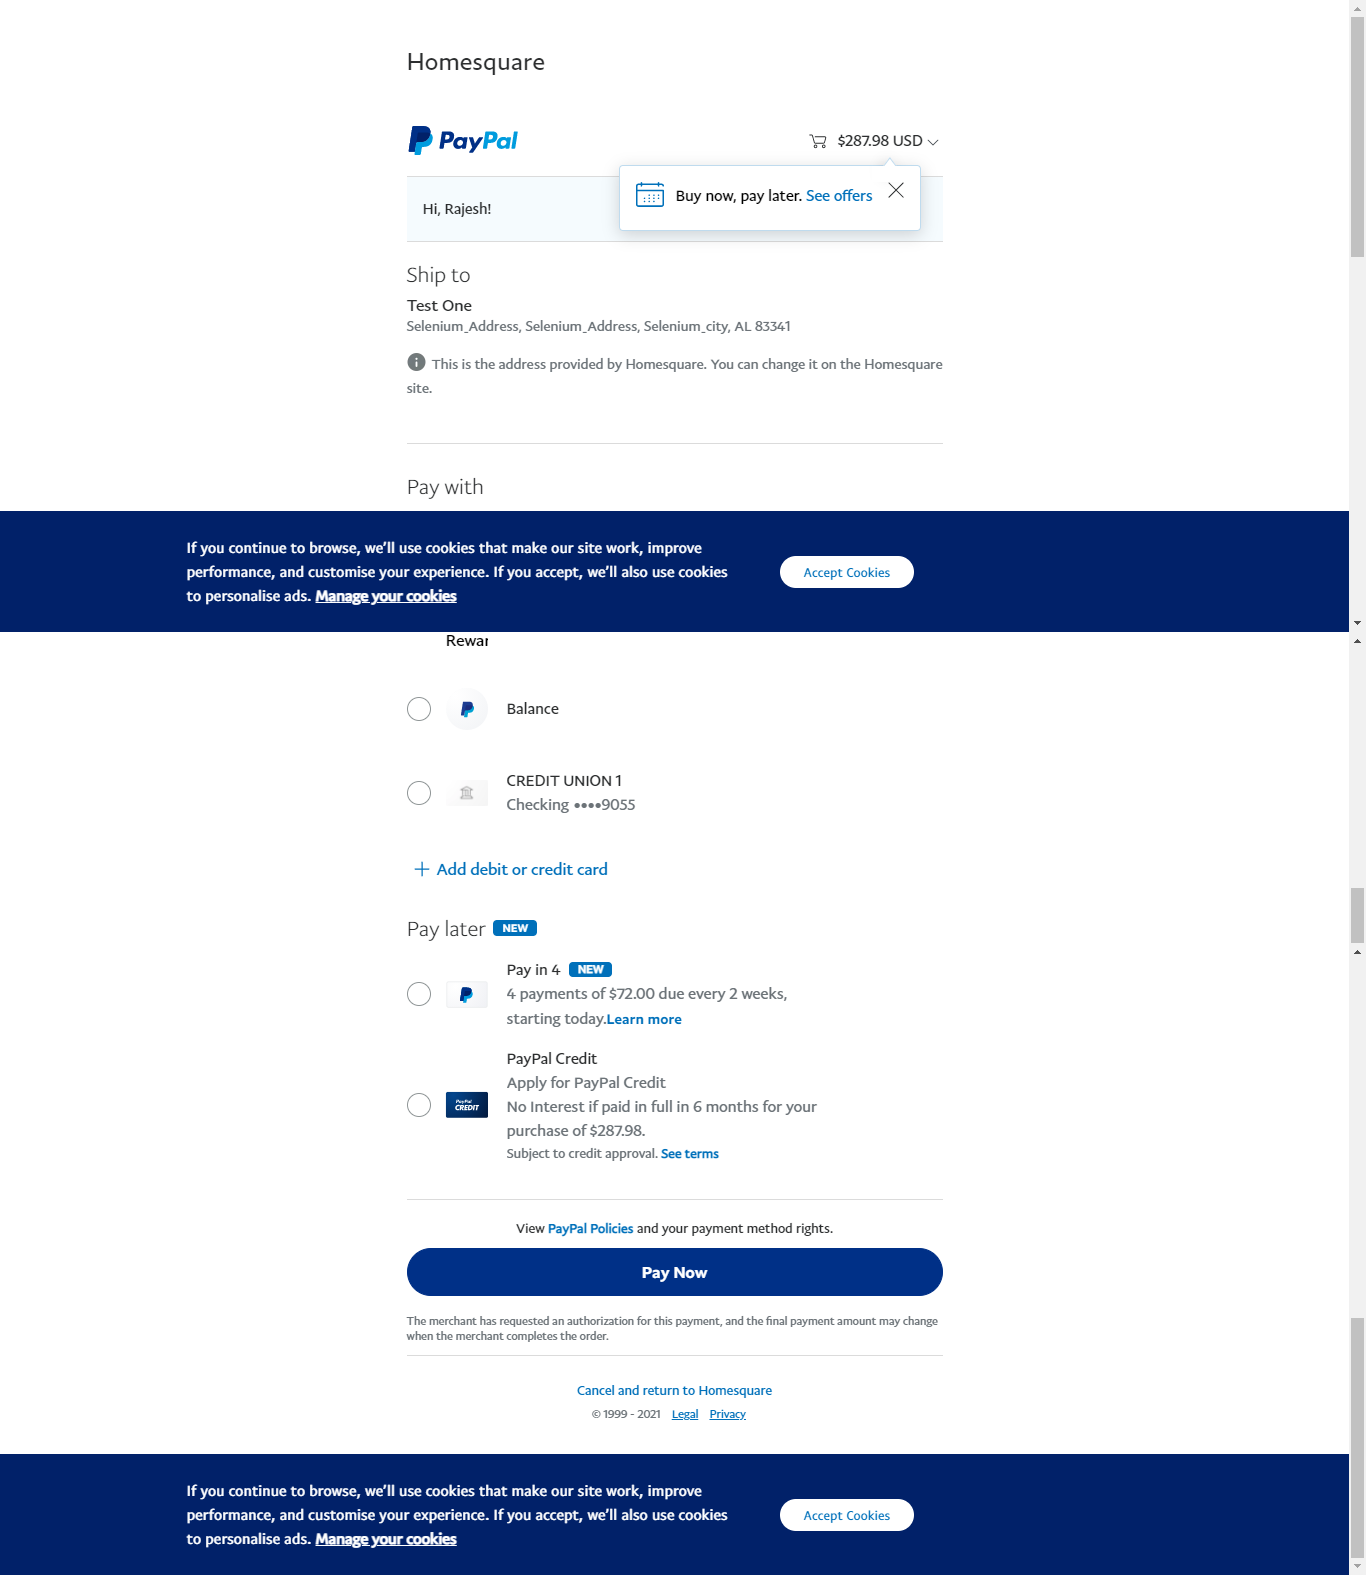 Homesquare
PayPal
$287.98 USD
Buy now, pay later. See offers
Hi, Rajesh!
Ship to
Test One
Selenium_Address, Selenium_Address, Selenium_city, AL 83341
This is the address provided by Homesquare. You can change it on the Homesquare
site.
Pay with
If you continue to browse, we'll use cookies that make our site work, improve
performance, and customise your experience. If you accept, we'll also use cookies
to personalise ads. Manage your cookies
Accept Cookies
Balance
CREDIT UNION 1
Checking ••••9055
Add debit or credit card
Pay later NEW
Pay in 4 NEW
4 payments of $72.00 due every 2 weeks,
starting today.Learn more
PayPal Credit
PayPal CREDIT
Apply for PayPal Credit
No Interest if paid in full in 6 months for your
purchase of $287.98.
Subject to credit approval. See terms
View PayPal Policies and your payment method rights.
Pay Now
The merchant has requested an authorization for this payment, and the final payment amount may change
when the merchant completes the order.
Cancel and return to Homesquare
© 1999 - 2021 Legal Privacy
If you continue to browse, we'll use cookies that make our site work, improve
performance, and customise your experience. If you accept, we'll also use cookies
to personalise ads. Manage your cookies
Accept Cookies